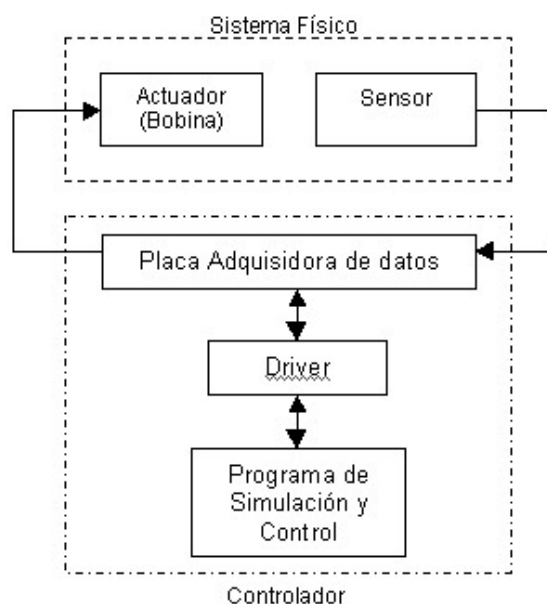 Sistema Físico
Actuador
(Bobina)
Sensor
Placa Adquisidora de datos
Driver
Programa de
Simulación y
Control
Controlador